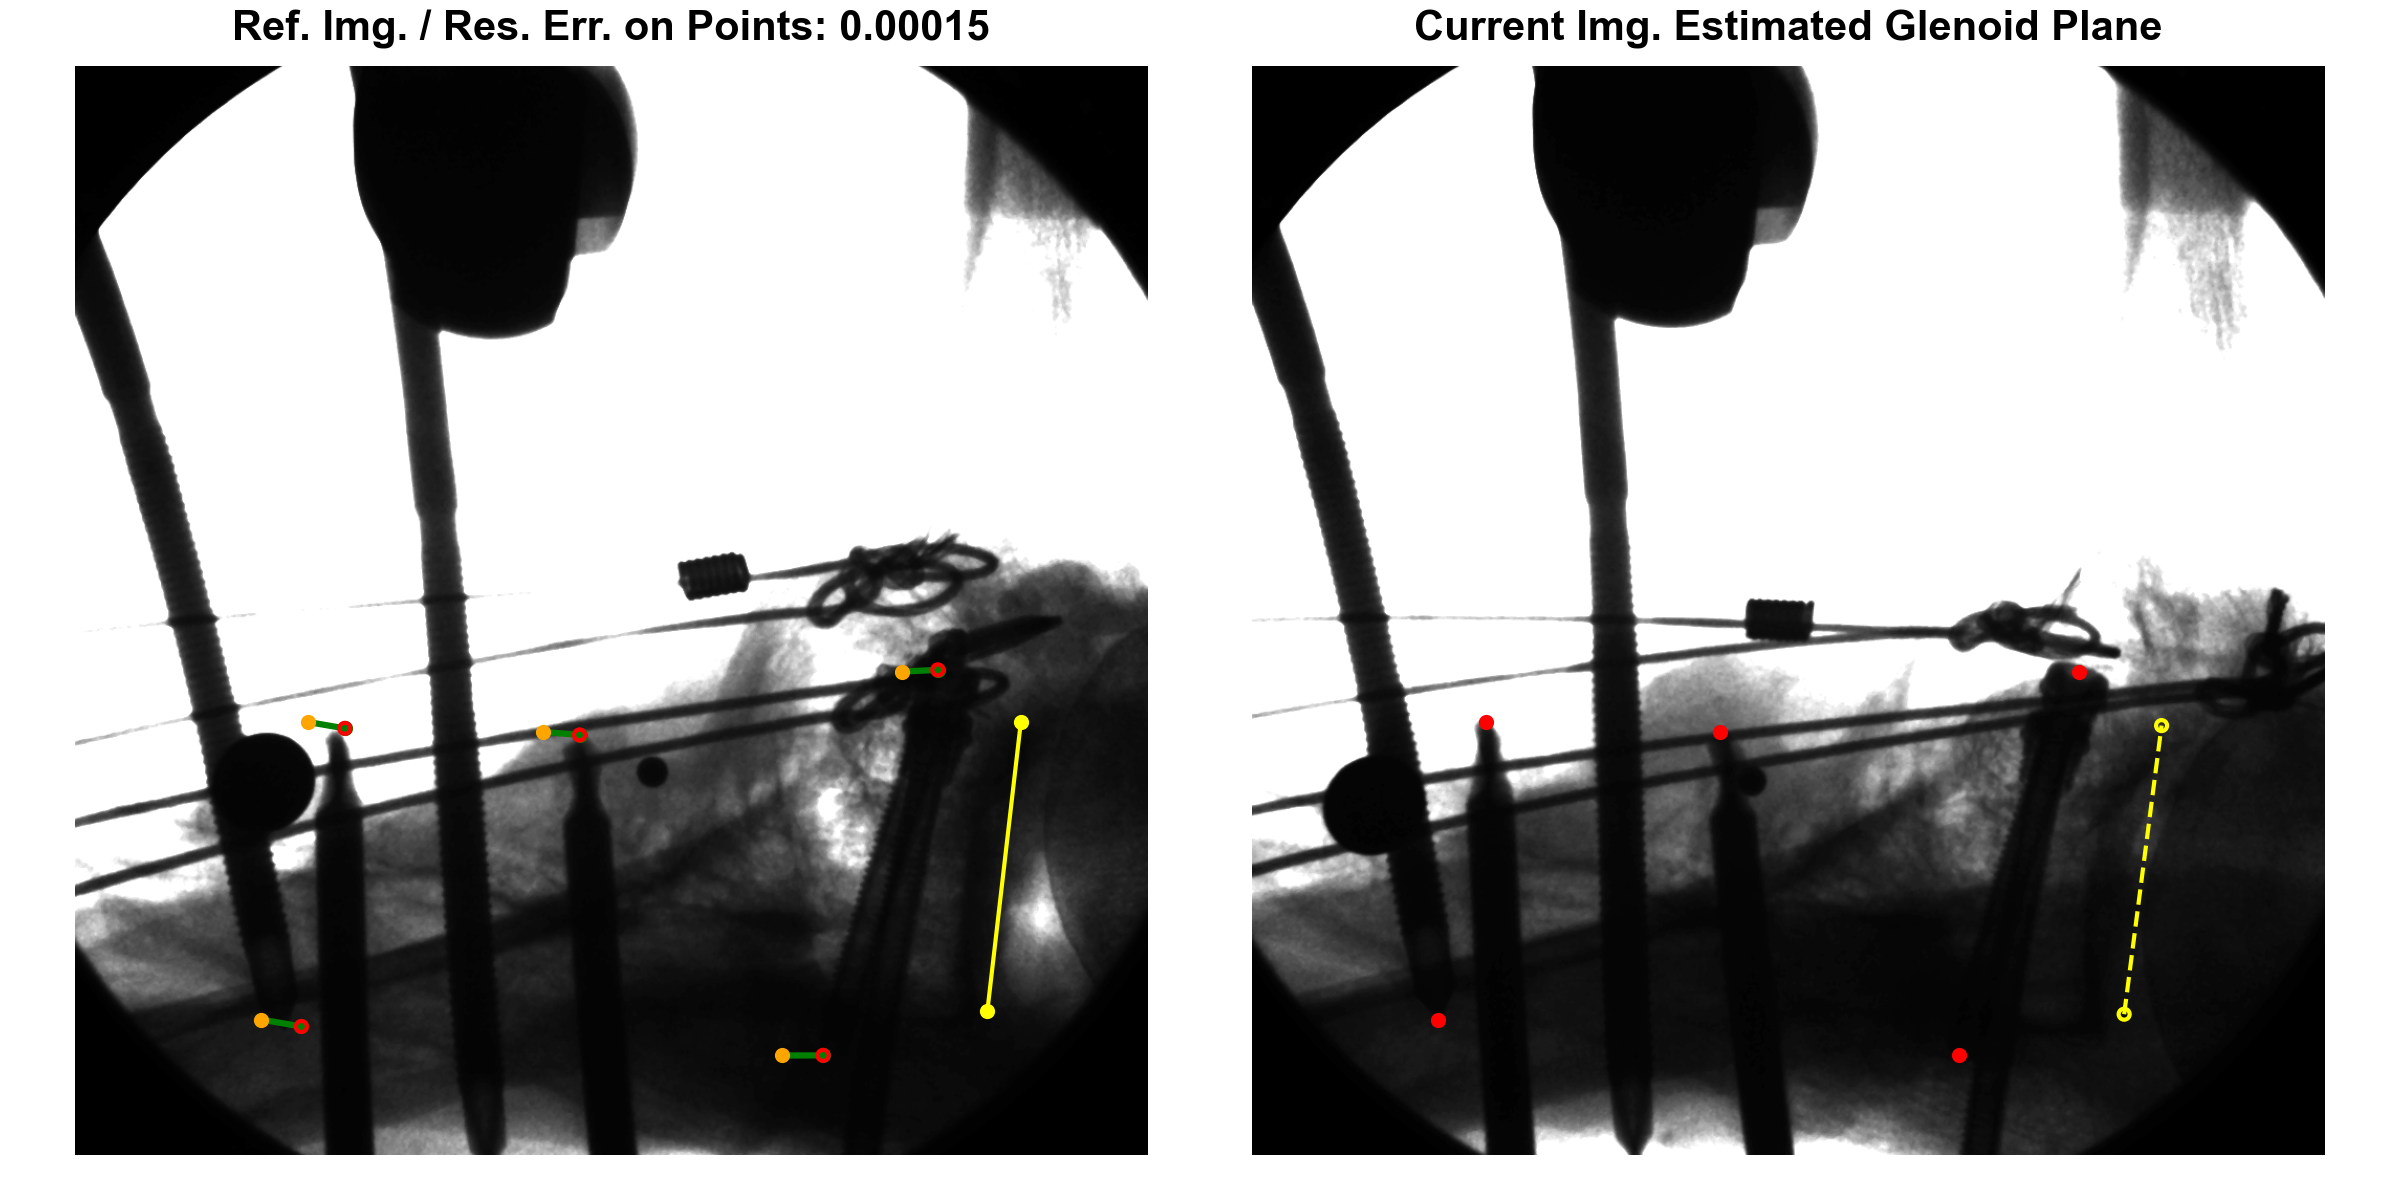 Ref. Img. / Res. Err. on Points: 0.00015
Current Img. Estimated Glenoid Plane